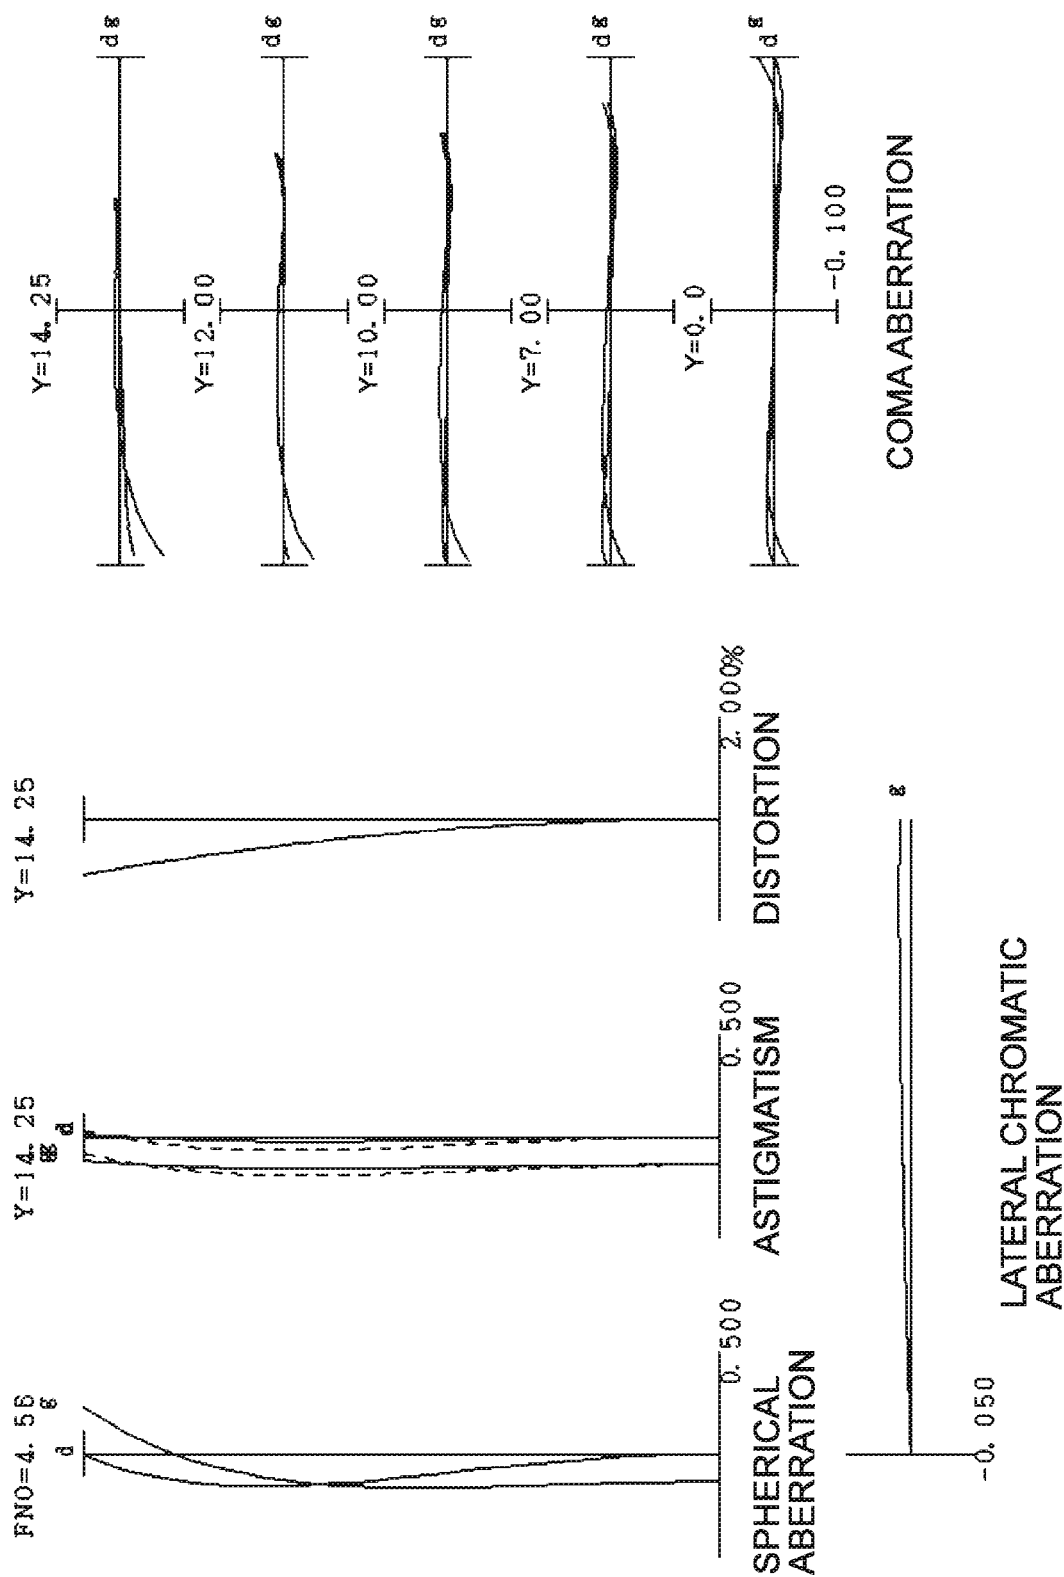 FNO=4. 56
g
d
0. 500
SPHERICAL
ABERRATION
Y=14. 25
g
d
0. 500
ASTIGMATISM
Y=14. 25
2. 000%
DISTORTION
Y=14. 25
d g
Y=12. 00
d g
Y=10. 00
d g
Y=7. 00
d g
Y=0. 0
d g
-0. 100
COMA ABERRATION
g
-0. 050
LATERAL CHROMATIC
ABERRATION